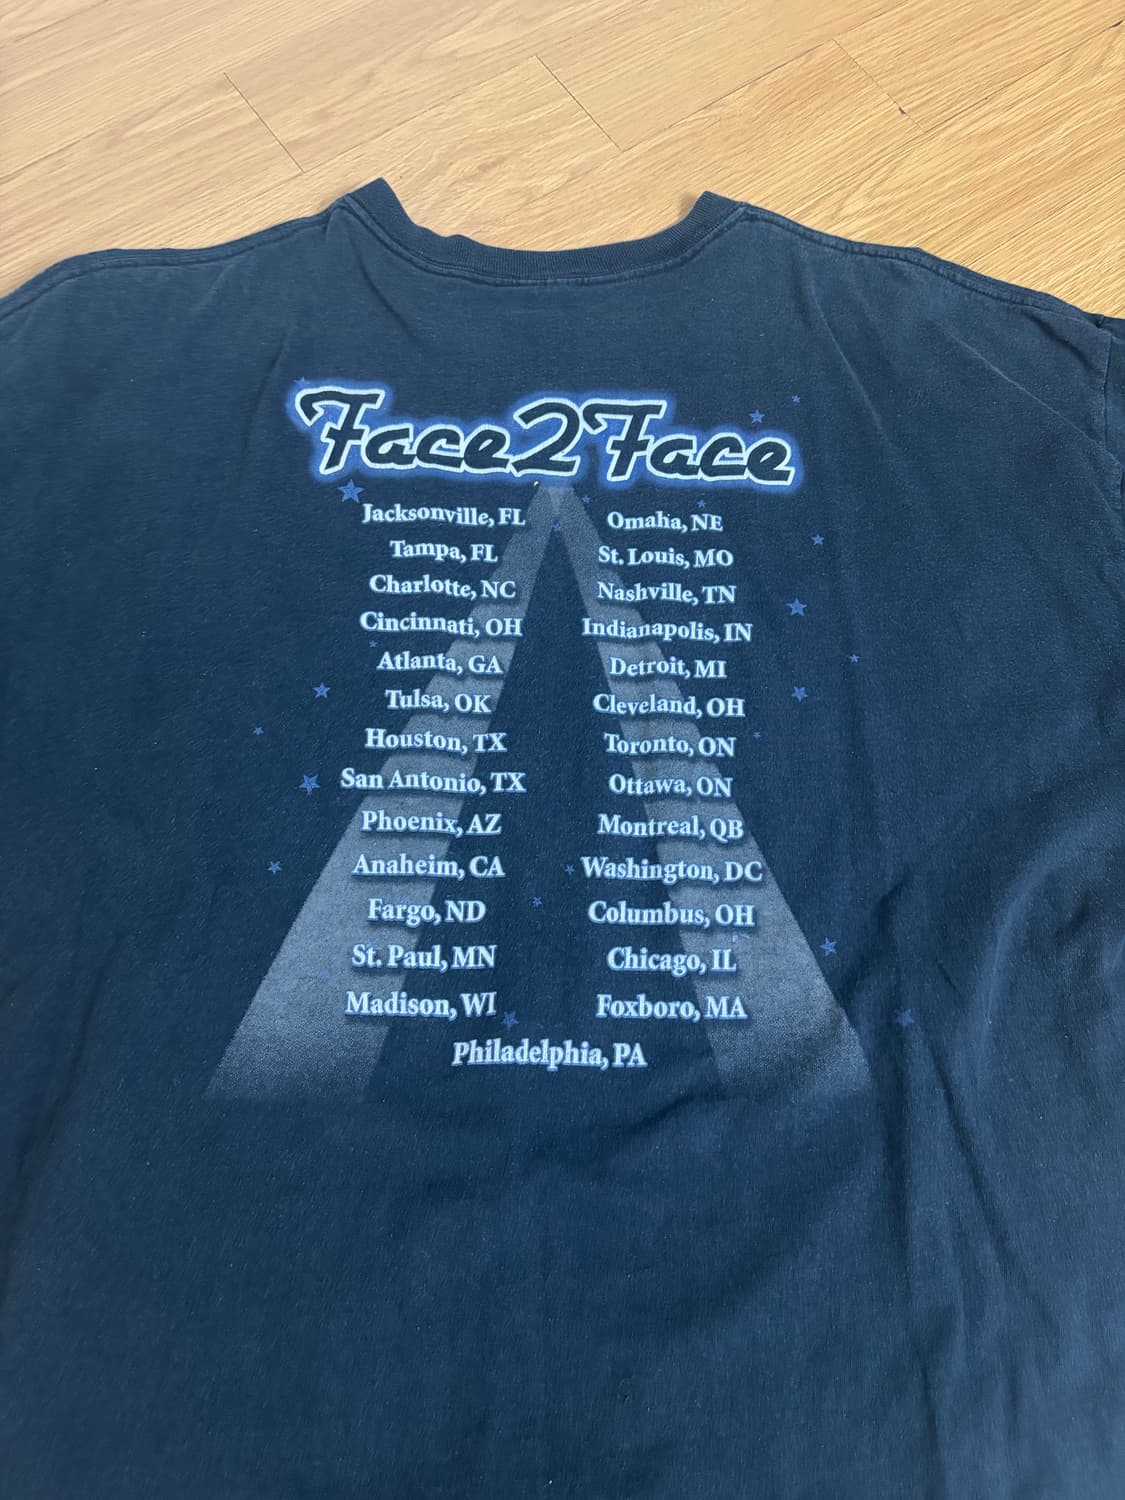 Face2Face
Jacksonville, FL
Tampa, FL
Charlotte, NC
Cincinnati, OH
Atlanta, GA
Tulsa, OK
Houston, TX
San Antonio, TX
Phoenix, AZ
Anaheim, CA
Fargo, ND
St. Paul, MN
Madison, WI
Omaha, NE
St. Louis, MO
Nashville, TN
Indianapolis, IN
Detroit, MI
Cleveland, OH
Toronto, ON
Ottawa, ON
Montreal, QB
Washington, DC
Columbus, OH
Chicago, IL
Foxboro, MA
Philadelphia, PA